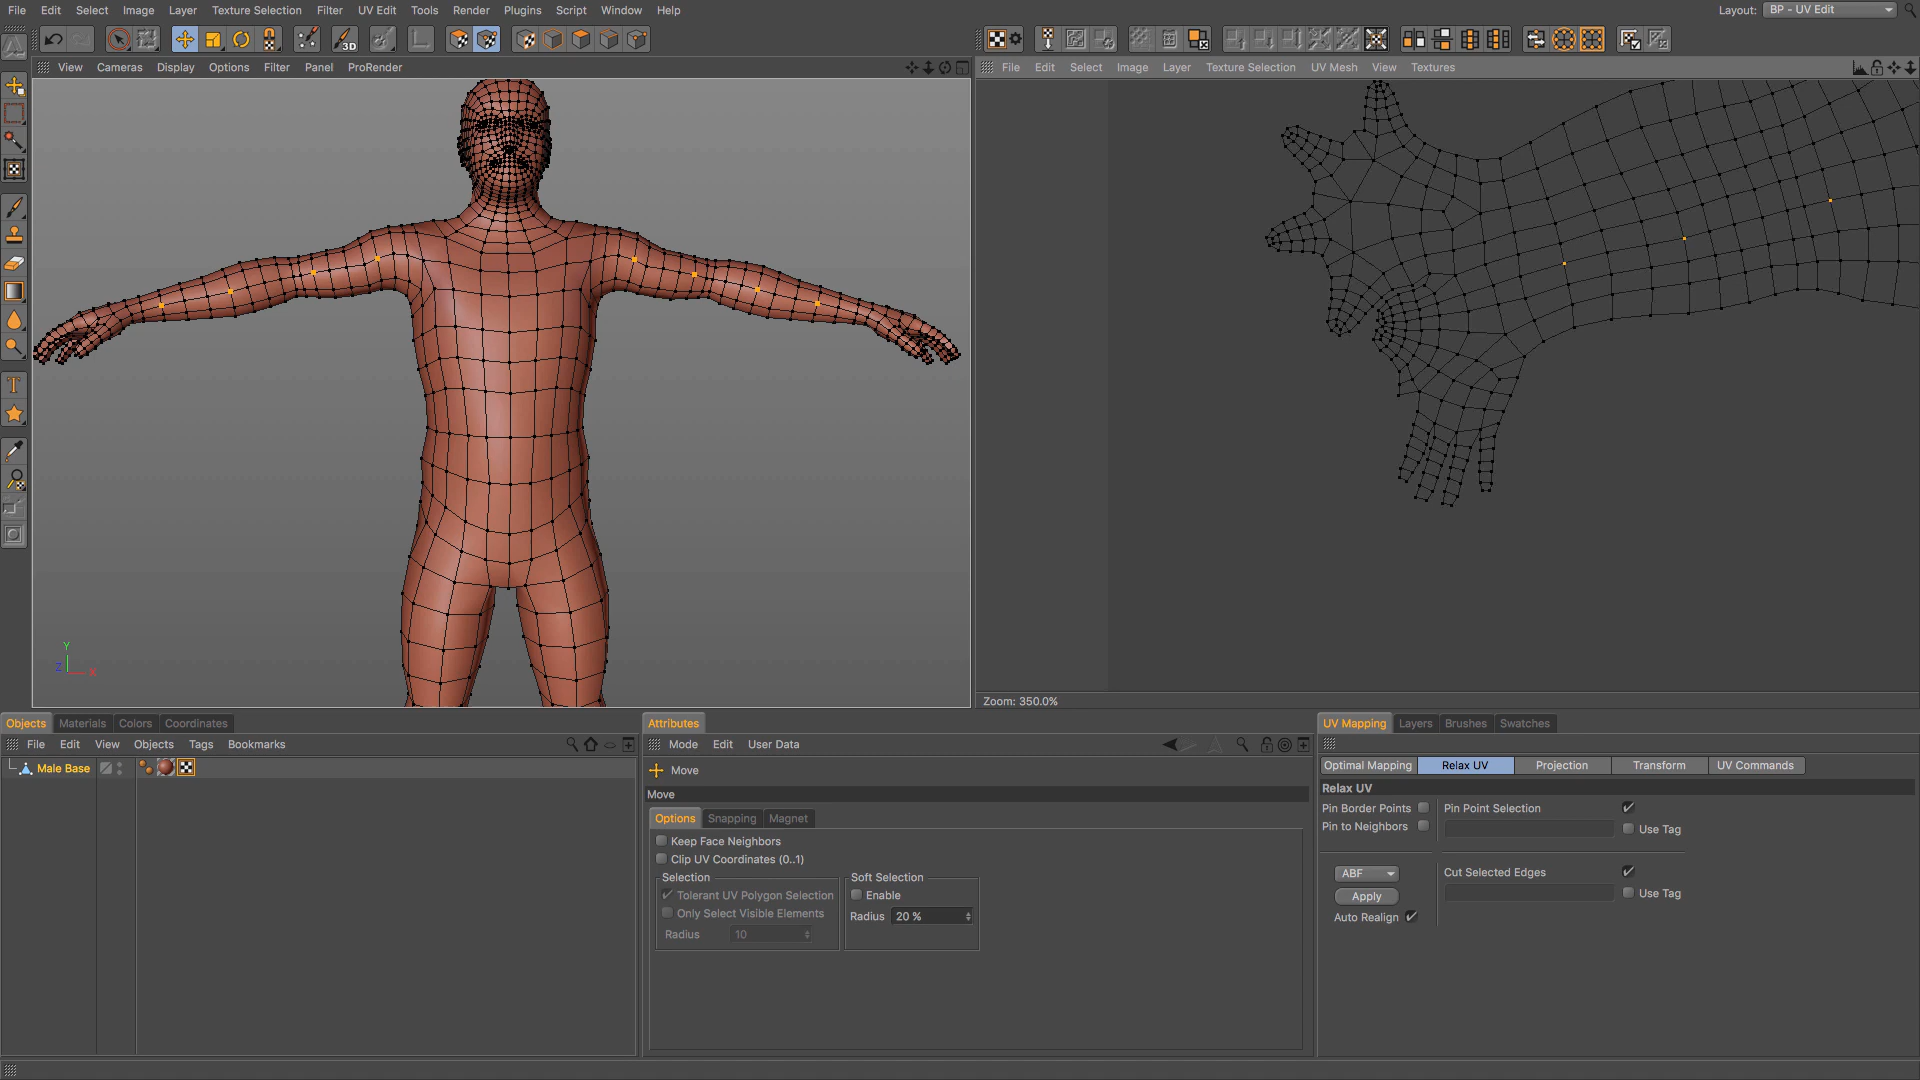 File Edit Select Image Layer Texture Selection Filter UV Edit Tools Render Plugins Script Window Help Layout: BP - UV Edit
3D
View Cameras Display Options Filter Panel ProRender
File Edit Select Image Layer Texture Selection UV Mesh View Textures
T
Y
Z X
Zoom: 350.0%
Objects Materials Colors Coordinates
File Edit View Objects Tags Bookmarks
Male Base
Attributes
Mode Edit User Data
Move
Move
Options Snapping Magnet
Keep Face Neighbors
Clip UV Coordinates (0..1)
Selection
Tolerant UV Polygon Selection
Only Select Visible Elements
Radius 10
Soft Selection
Enable
Radius 20 %
UV Mapping Layers Brushes Swatches
Optimal Mapping Relax UV Projection Transform UV Commands
Relax UV
Pin Border Points Pin Point Selection
Pin to Neighbors Use Tag
ABF Cut Selected Edges
Apply Use Tag
Auto Realign